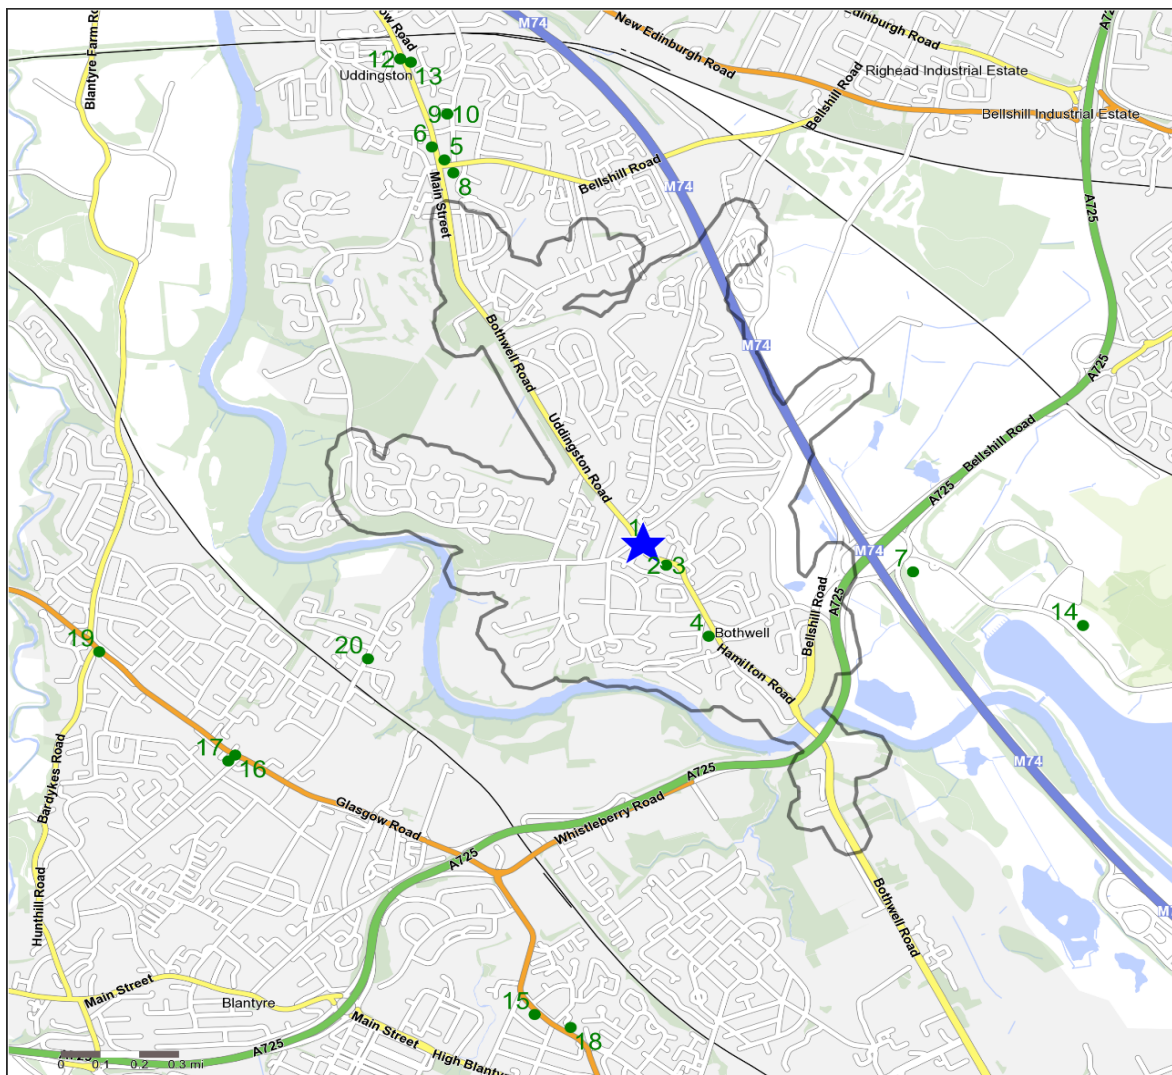 M74
New Edinburgh Road
Edinburgh Road
A725
Blantyre Farm
ow Road
12
13
Uddingston
Righead Industrial Estate
Bellshill Industrial Estate
Bellshill Road
9 10
6
5
8
Main Street
Bellshill Road
M74
A725
Bothwell Road
M74
A725
Uddingston Road
Bellshill Road
A725
1
2 3
M74
7
A725
14
4
Bothwell
Bellshill Road
Hamilton Road
19
20
17
16
A725
M74
Bardykes Road
Glasgow Road
Whistleberry Road
A725
Hunthill Road
Bothwell Road
Main Street
Blantyre
15
Main Street
18
A725
High Blanty
A725
0 0.1 0.2 0.3 mi